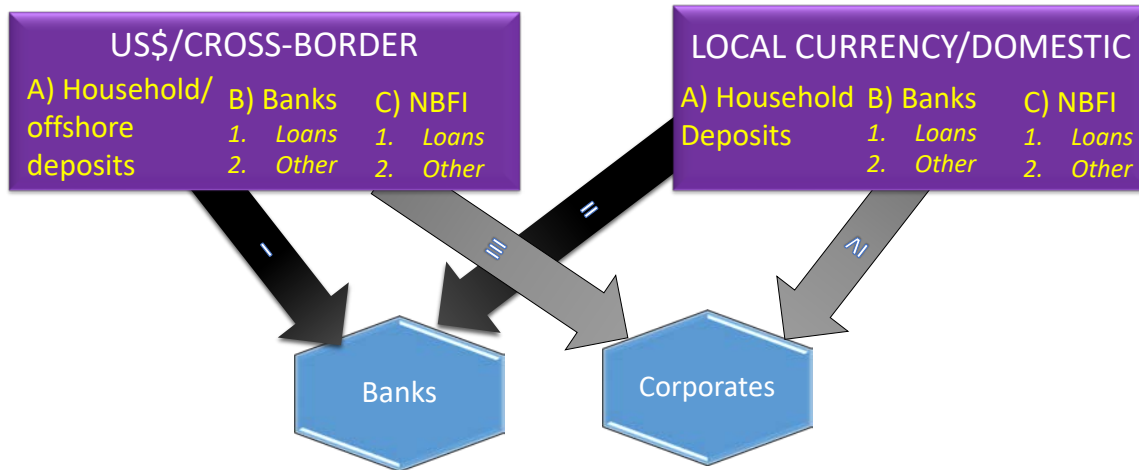 US$/CROSS-BORDER
A) Household/
offshore
deposits
B) Banks
1. Loans
2. Other
C) NBFI
1. Loans
2. Other
LOCAL CURRENCY/DOMESTIC
A) Household
Deposits
B) Banks
1. Loans
2. Other
C) NBFI
1. Loans
2. Other
I
III
II
IV
Banks
Corporates